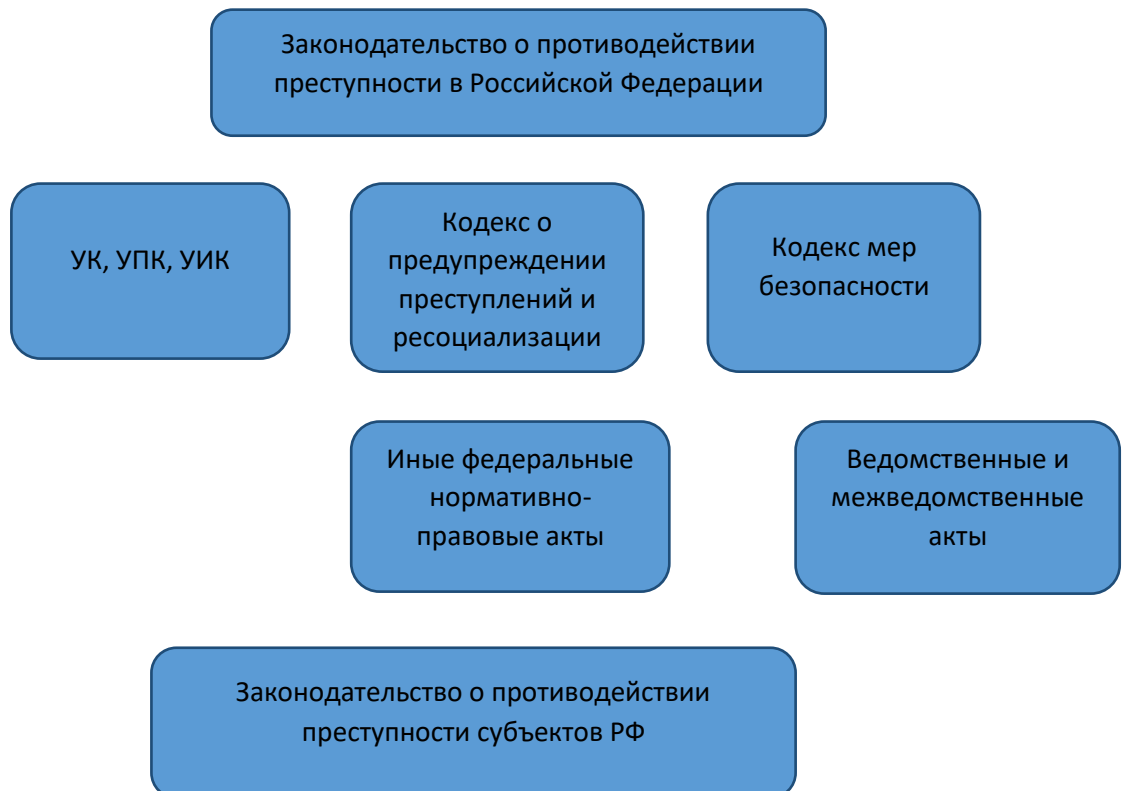 Законодательство о противодействии
преступности в Российской Федерации
УК, УПК, УИК
Кодекс о
предупреждении
преступлений и
ресоциализации
Кодекс мер
безопасности
Иные федеральные
нормативно-
правовые акты
Ведомственные и
межведомственные
акты
Законодательство о противодействии
преступности субъектов РФ